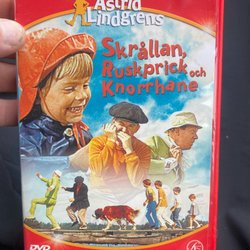 Astrid
Lindgrens
Skrållan,
Ruskprick och
Knorrhane
DVD